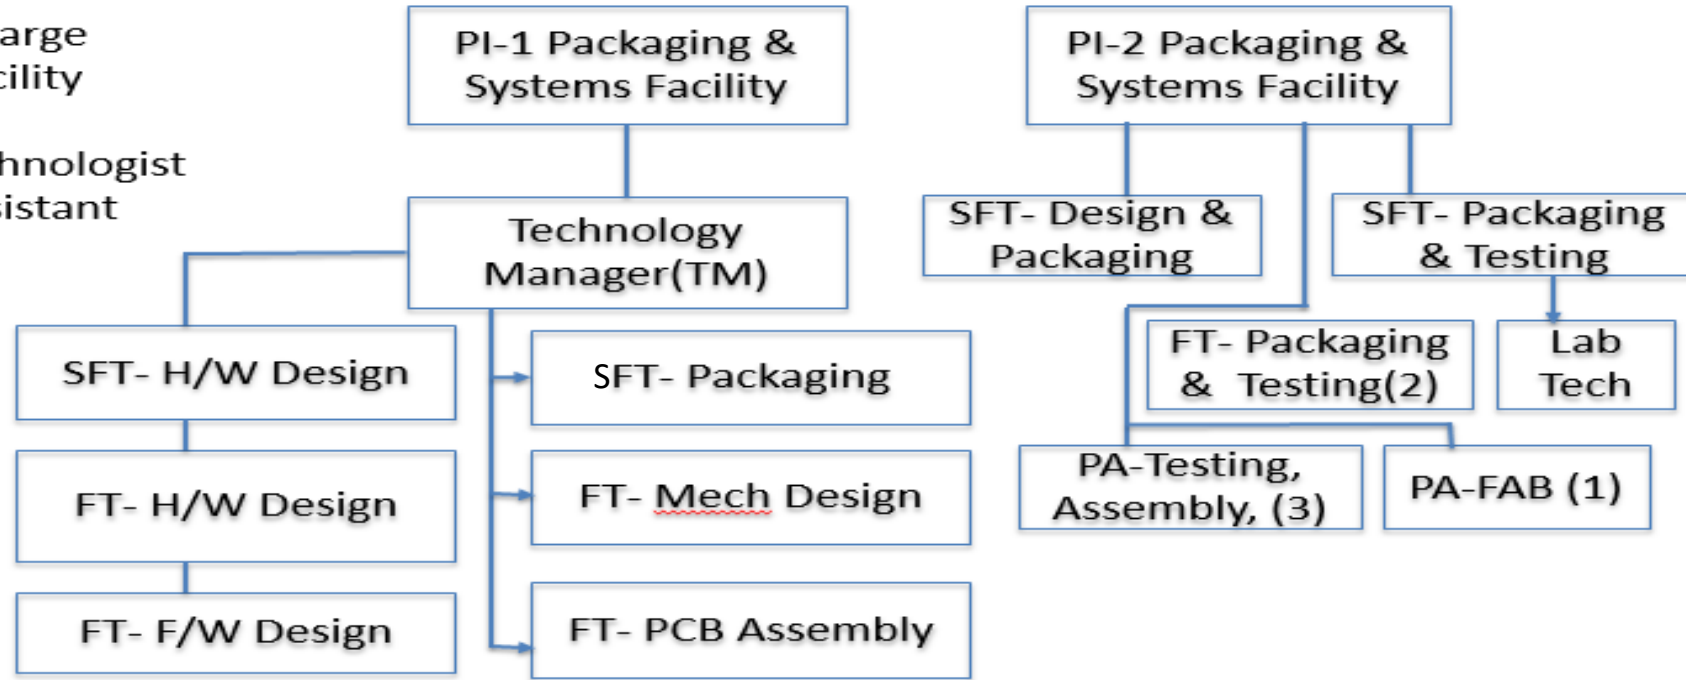 PI-1 Packaging &
Systems Facility
PI-2 Packaging &
Systems Facility
Technology
Manager(TM)
SFT- Design &
Packaging
SFT- Packaging
& Testing
SFT- H/W Design
SFT- Packaging
FT- Packaging
& Testing(2)
Lab
Tech
FT- H/W Design
FT- Mech Design
PA-Testing,
Assembly, (3)
PA-FAB (1)
FT- F/W Design
FT- PCB Assembly